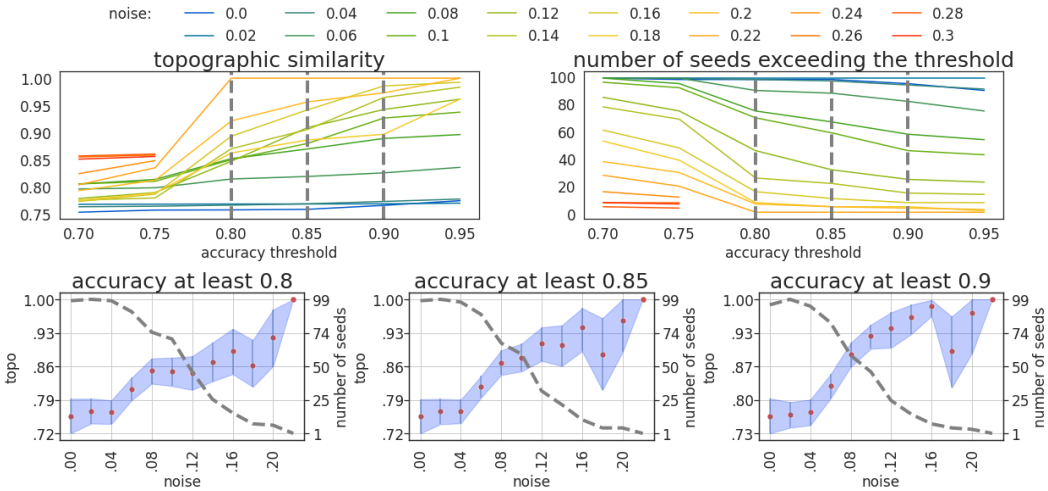 noise: 0.0 0.04 0.08 0.12 0.16 0.2 0.24 0.28
0.02 0.06 0.1 0.14 0.18 0.22 0.26 0.3
topographic similarity
1.00
0.95
0.90
0.85
0.80
0.75
0.70 0.75 0.80 0.85 0.90 0.95
accuracy threshold
number of seeds exceeding the threshold
100
80
60
40
20
0
0.70 0.75 0.80 0.85 0.90 0.95
accuracy threshold
accuracy at least 0.8
topo
1.00
.93
.86
.79
.72
99
74
50
25
1
number of seeds
.00 .04 .08 .12 .16 .20
noise
accuracy at least 0.85
topo
1.00
.93
.86
.79
.72
99
74
50
25
1
number of seeds
.00 .04 .08 .12 .16 .20
noise
accuracy at least 0.9
topo
1.00
.93
.86
.80
.73
99
74
50
25
1
number of seeds
.00 .04 .08 .12 .16 .20
noise